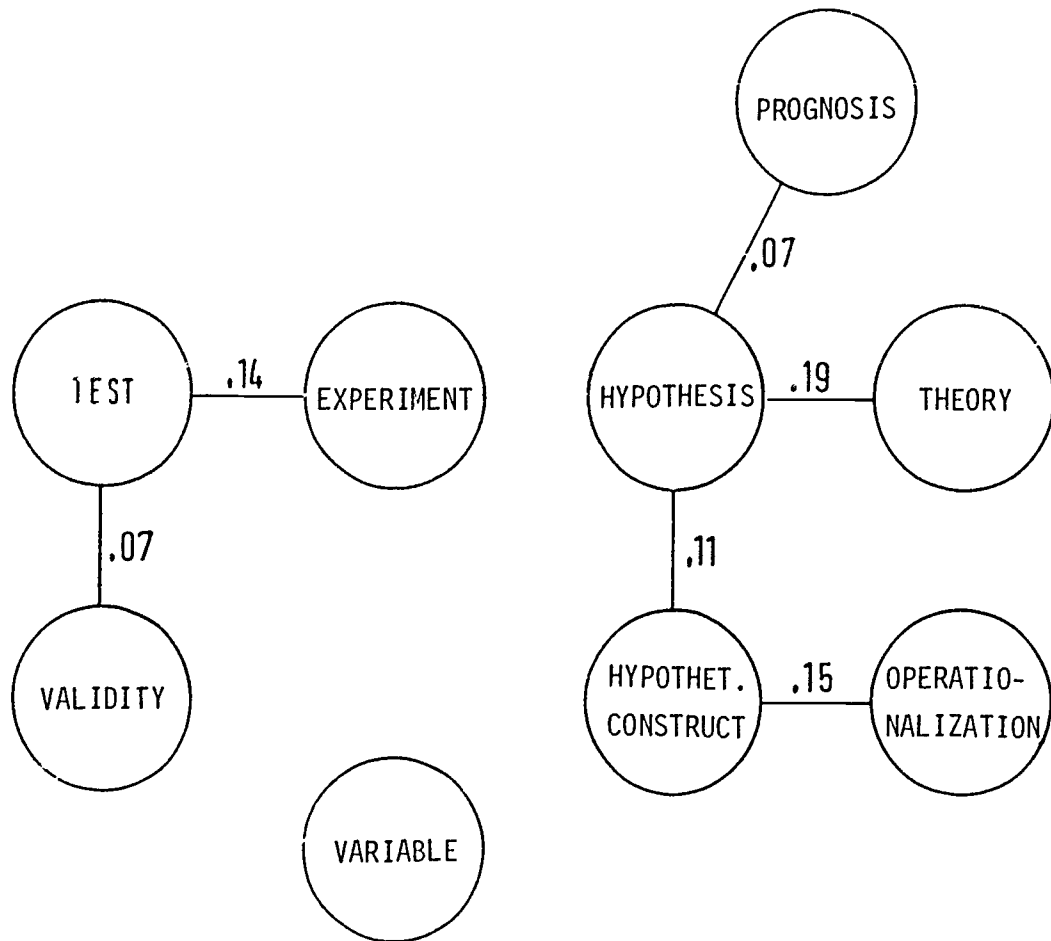 PROGNOSIS
.07
TEST
.14
EXPERIMENT
HYPOTHESIS
.19
THEORY
.07
.11
VALIDITY
HYPOTHET.
CONSTRUCT
.15
OPERATIO-
NALIZATION
VARIABLE